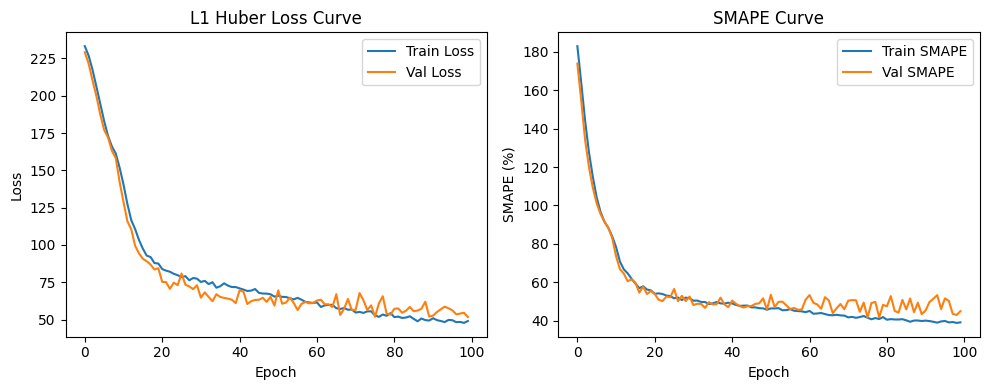 L1 Huber Loss Curve
Train Loss
Val Loss
225
200
175
150
125
100
75
50
Loss
0
20
40
60
80
100
Epoch
SMAPE Curve
Train SMAPE
Val SMAPE
180
160
140
120
100
80
60
40
SMAPE (%)
0
20
40
60
80
100
Epoch